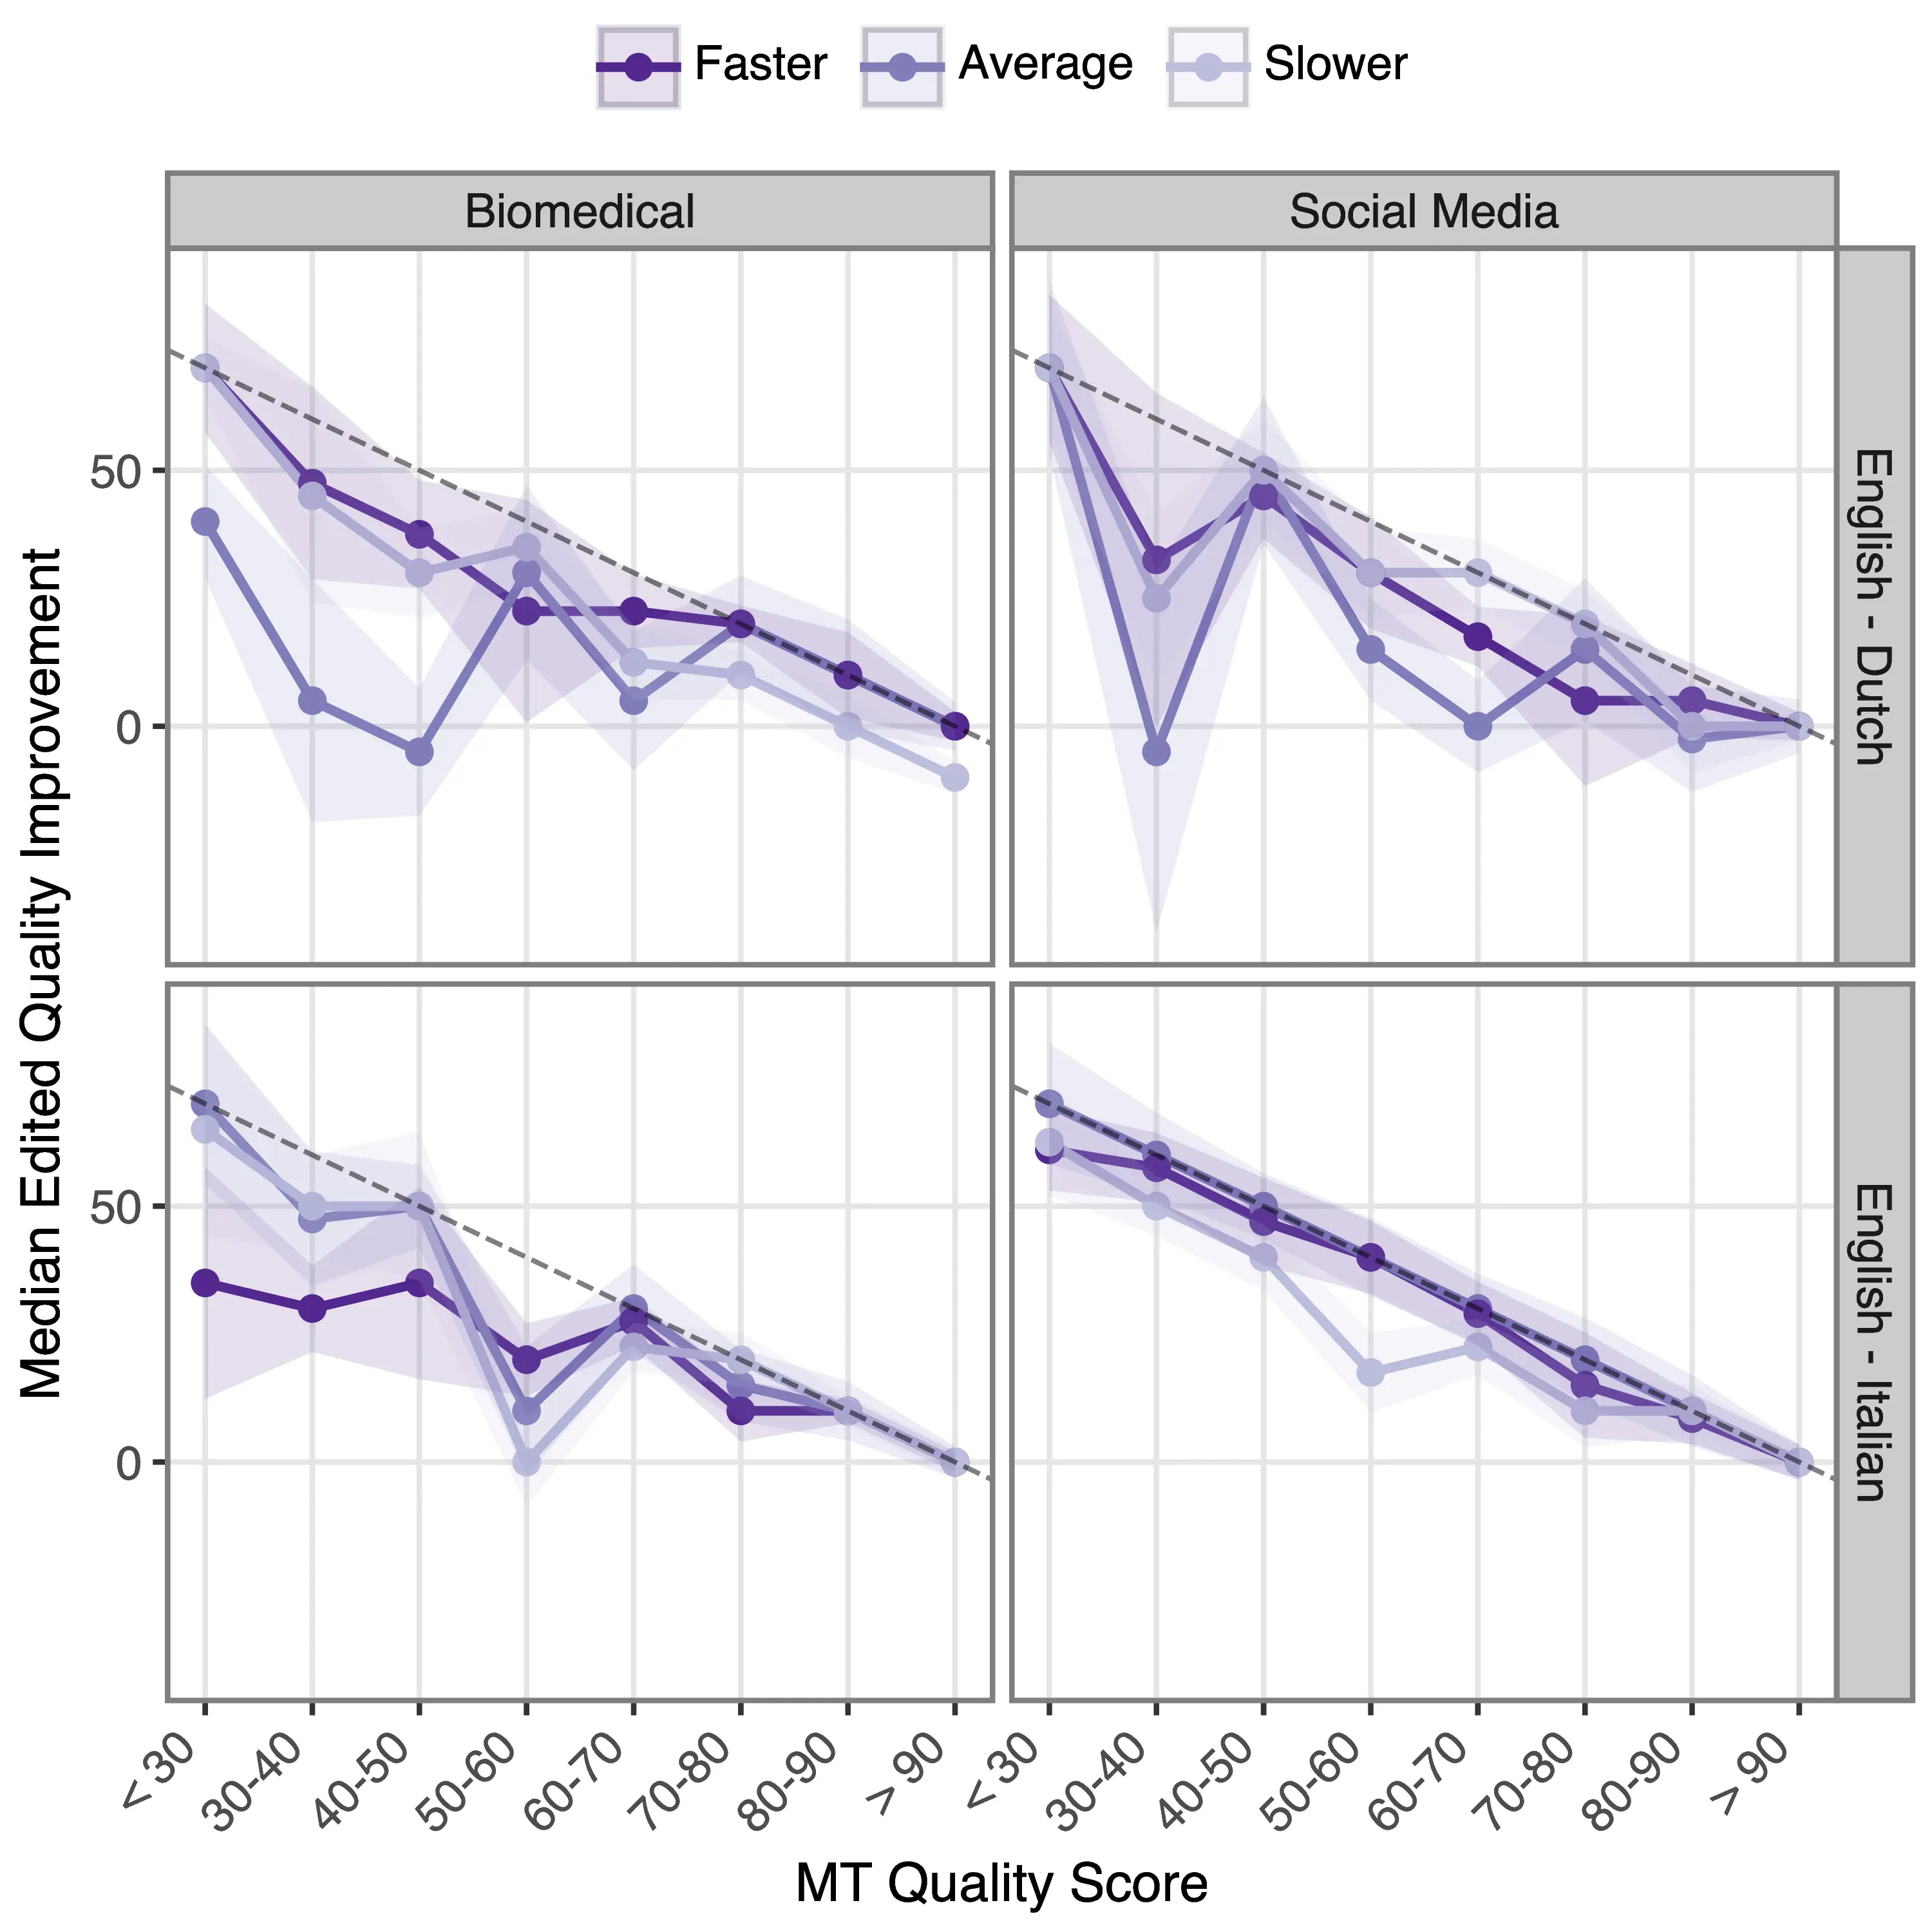 Faster Average Slower
Biomedical Social Media
50
0
English - Dutch
50
0
English - Italian
Median Edited Quality Improvement
< 30 30-40 40-50 50-60 60-70 70-80 80-90 > 90 < 30 30-40 40-50 50-60 60-70 70-80 80-90 > 90
MT Quality Score